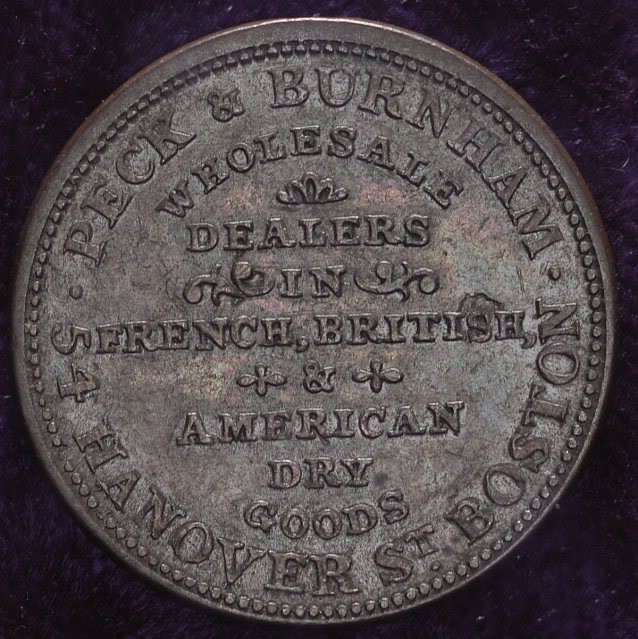 PECK & BURNHAM
WHOLESALE
DEALERS
IN
FRENCH, BRITISH,
&
AMERICAN
DRY
GOODS
54 HANOVER ST. BOSTON